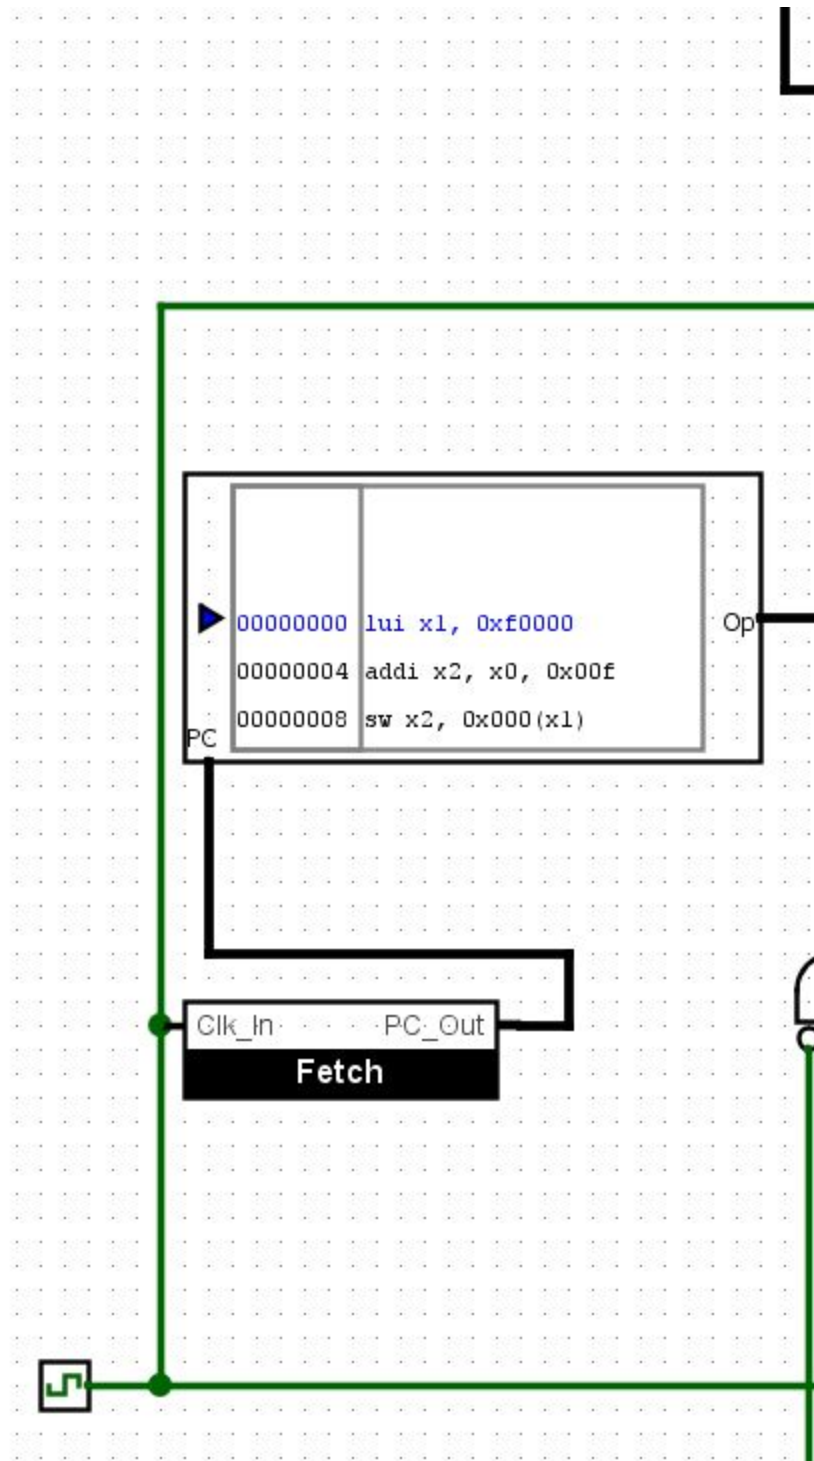 00000000 lui x1, 0xf0000
Op
00000004 addi x2, x0, 0x00f
00000008 sw x2, 0x000(x1)
PC
Clk_In PC_Out
Fetch